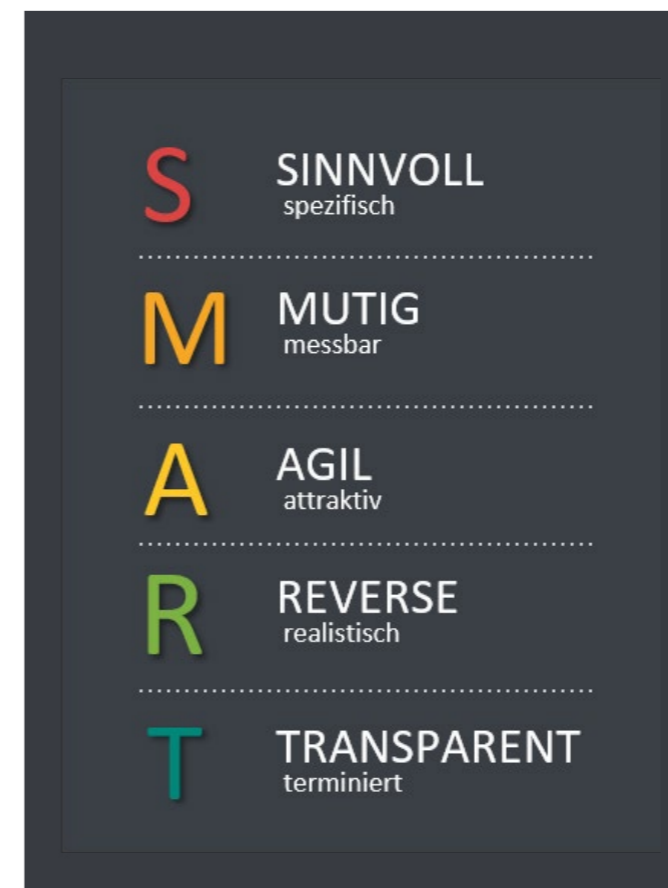 S SINNVOLL
spezifisch
M MUTIG
messbar
A AGIL
attraktiv
R REVERSE
realistisch
T TRANSPARENT
terminiert